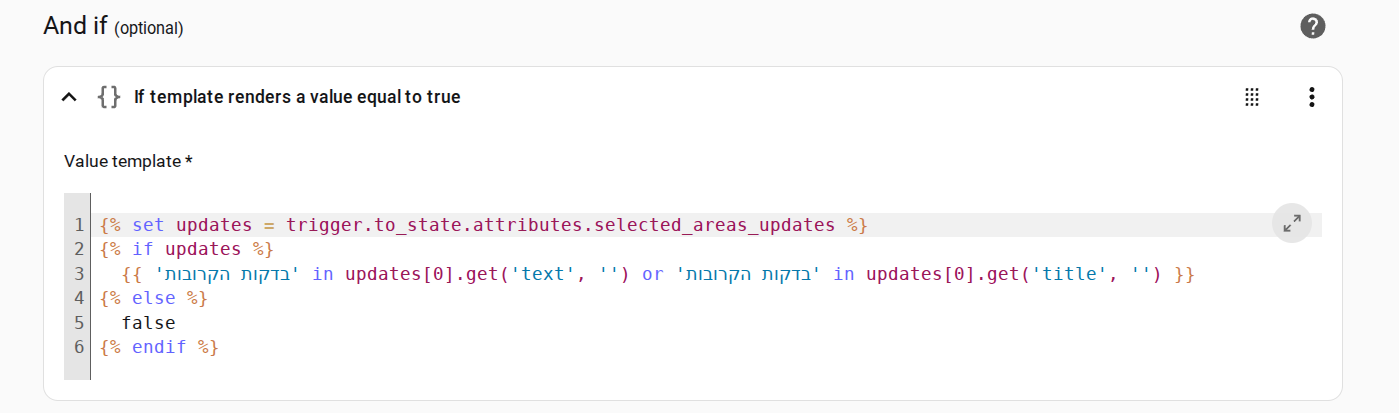 And if (optional)
If template renders a value equal to true
Value template *
1 {% set updates = trigger.to_state.attributes.selected_areas_updates %}
2 {% if updates %}
3 {{ 'בדקות הקרובות' in updates[0].get('text', '') or 'בדקות הקרובות' in updates[0].get('title', '') }}
4 {% else %}
5 false
6 {% endif %}